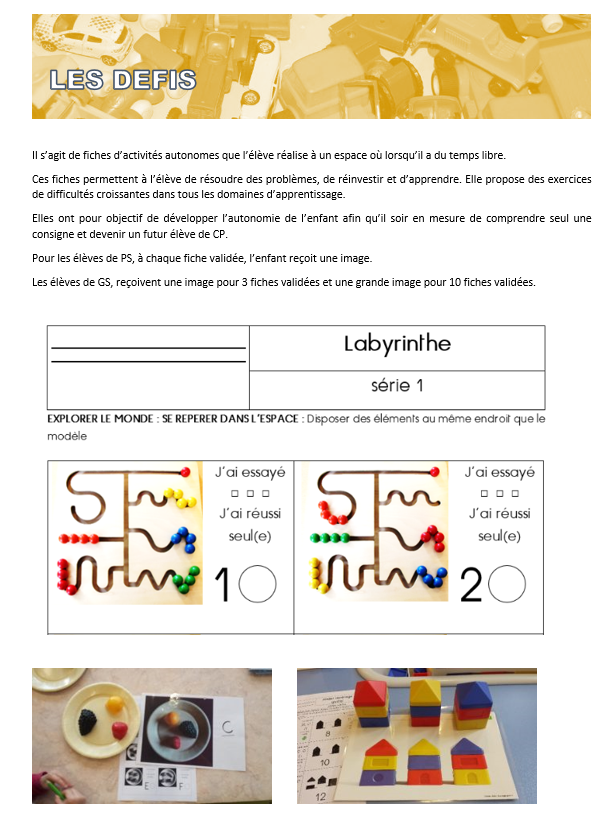 LES DEFIS
Il s'agit de fiches d'activités autonomes que l'élève réalise à un espace où lorsqu'il a du temps libre.
Ces fiches permettent à l'élève de résoudre des problèmes, de réinvestir et d'apprendre. Elle propose des exercices
de difficultés croissantes dans tous les domaines d'apprentissage.
Elles ont pour objectif de développer l'autonomie de l'enfant afin qu'il soir en mesure de comprendre seul une
consigne et devenir un futur élève de CP.
Pour les élèves de PS, à chaque fiche validée, l'enfant reçoit une image.
Les élèves de GS, reçoivent une image pour 3 fiches validées et une grande image pour 10 fiches validées.
Labyrinthe
série 1
EXPLORER LE MONDE : SE REPERER DANS L'ESPACE : Disposer des éléments au même endroit que le
modèle
J'ai essayé
J'ai réussi
seul(e)
1
J'ai essayé
J'ai réussi
seul(e)
2
C
E
F
8
10
12